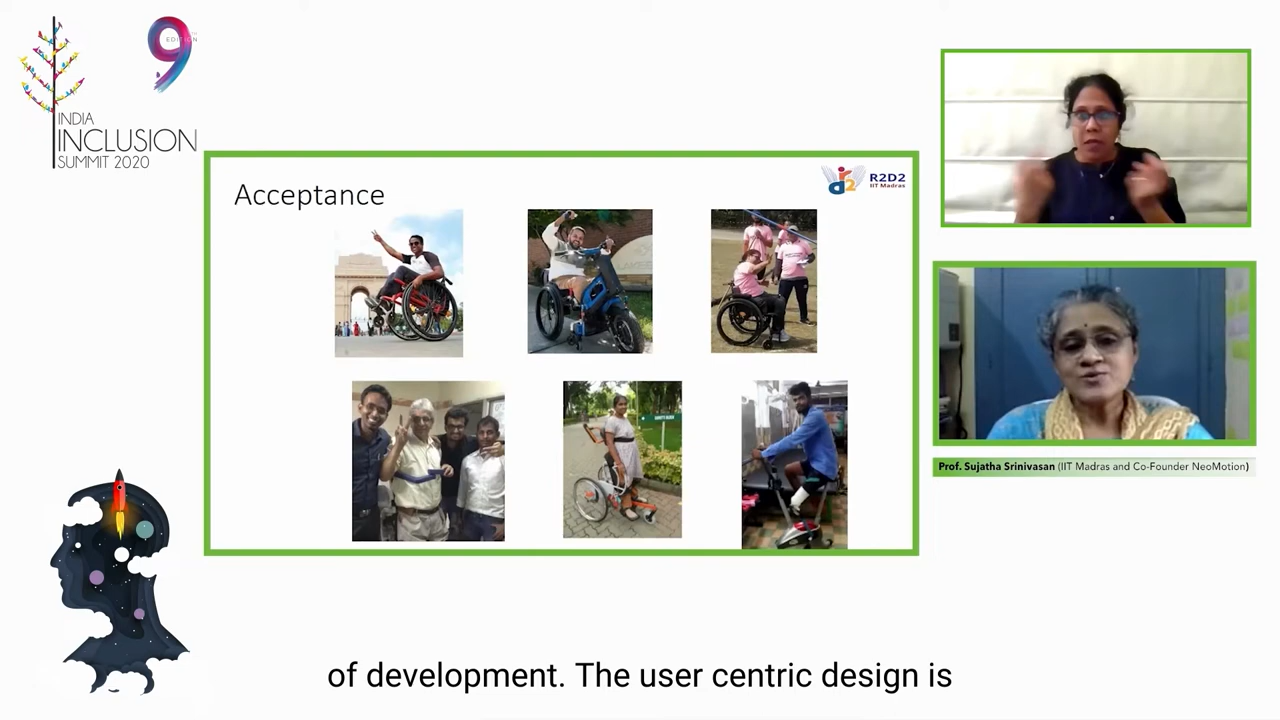 9
EDITION
INDIA
INCLUSION
SUMMIT 2020
Acceptance
R2D2
IIT Madras
Prof. Sujatha Srinivasan (IIT Madras and Co-Founder NeoMotion)
of development. The user centric design is